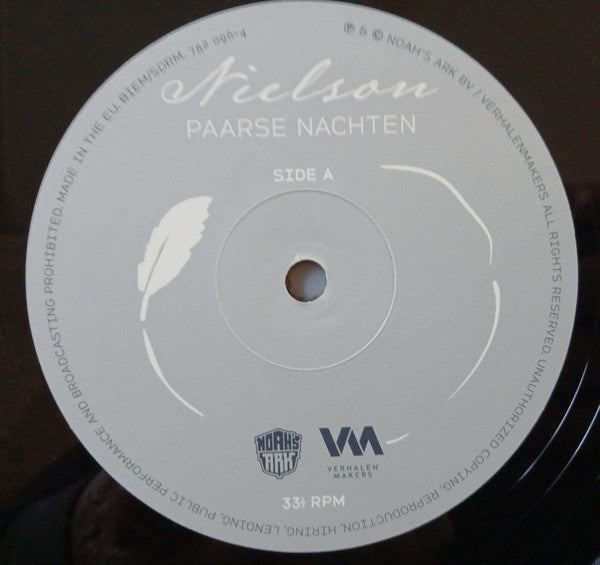 Nielson
PAARSE NACHTEN
SIDE A
NOAH'S
ARK
VM
VERHALEN
MAKERS
33⅓ RPM
℗ & © NOAH'S ARK BV / VERHALENMAKERS ALL RIGHTS RESERVED. UNAUTHORIZED COPYING, REPRODUCTION, HIRING, LENDING, PUBLIC PERFORMANCE AND BROADCASTING PROHIBITED. MADE IN THE EU. BIEM/SDRM. 782 096-4